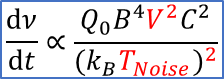 dν/dt ∝ Q₀B⁴V²C² / (k_B T_Noise)²